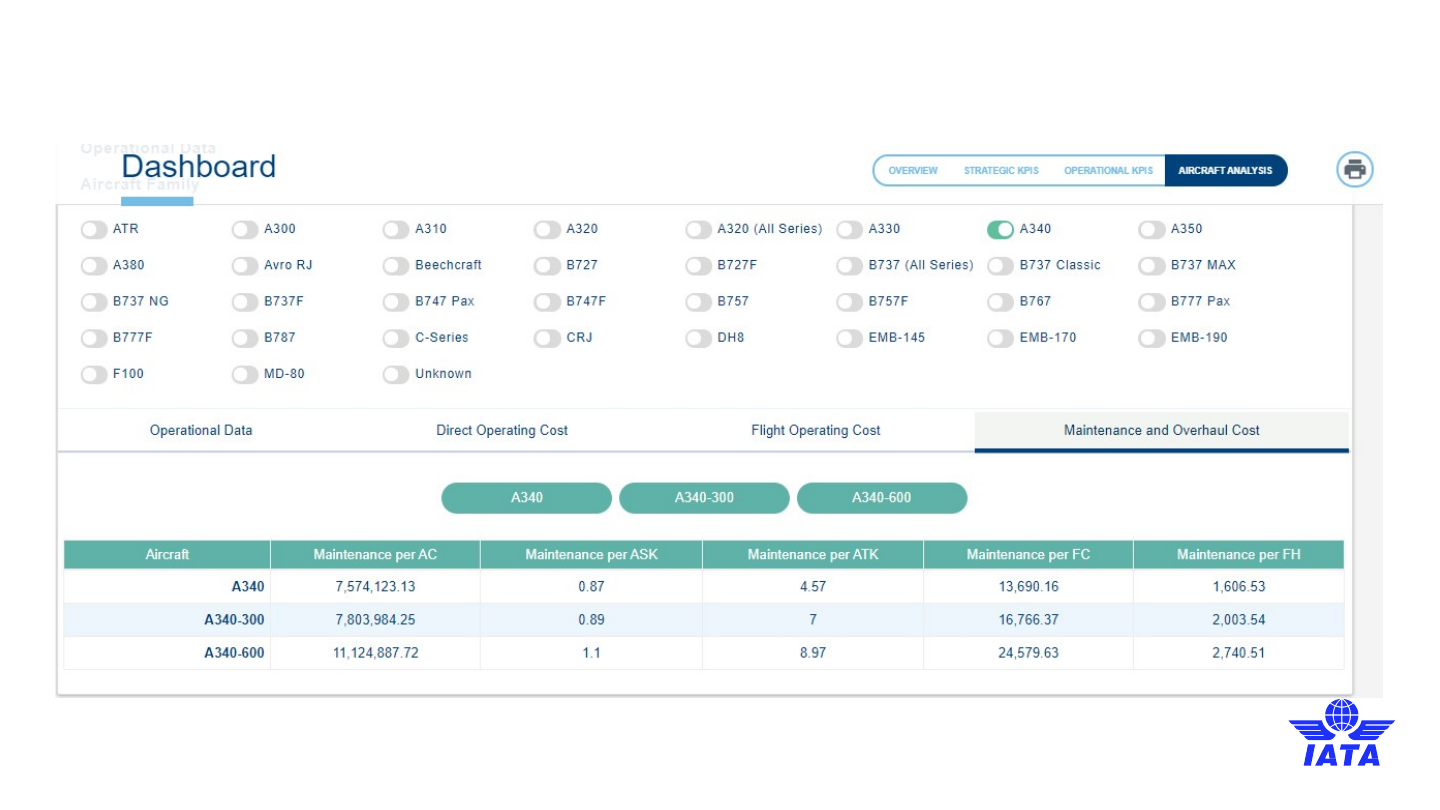 Operational Data
Dashboard
Aircraft Family
OVERVIEW STRATEGIC KPIS OPERATIONAL KPIS AIRCRAFT ANALYSIS
ATR A300 A310 A320 A320 (All Series) A330 A340 A350
A380 Avro RJ Beechcraft B727 B727F B737 (All Series) B737 Classic B737 MAX
B737 NG B737F B747 Pax B747F B757 B757F B767 B777 Pax
B777F B787 C-Series CRJ DH8 EMB-145 EMB-170 EMB-190
F100 MD-80 Unknown
Operational Data Direct Operating Cost Flight Operating Cost Maintenance and Overhaul Cost
A340 A340-300 A340-600
Aircraft Maintenance per AC Maintenance per ASK Maintenance per ATK Maintenance per FC Maintenance per FH
A340 7,574,123.13 0.87 4.57 13,690.16 1,606.53
A340-300 7,803,984.25 0.89 7 16,766.37 2,003.54
A340-600 11,124,887.72 1.1 8.97 24,579.63 2,740.51
IATA